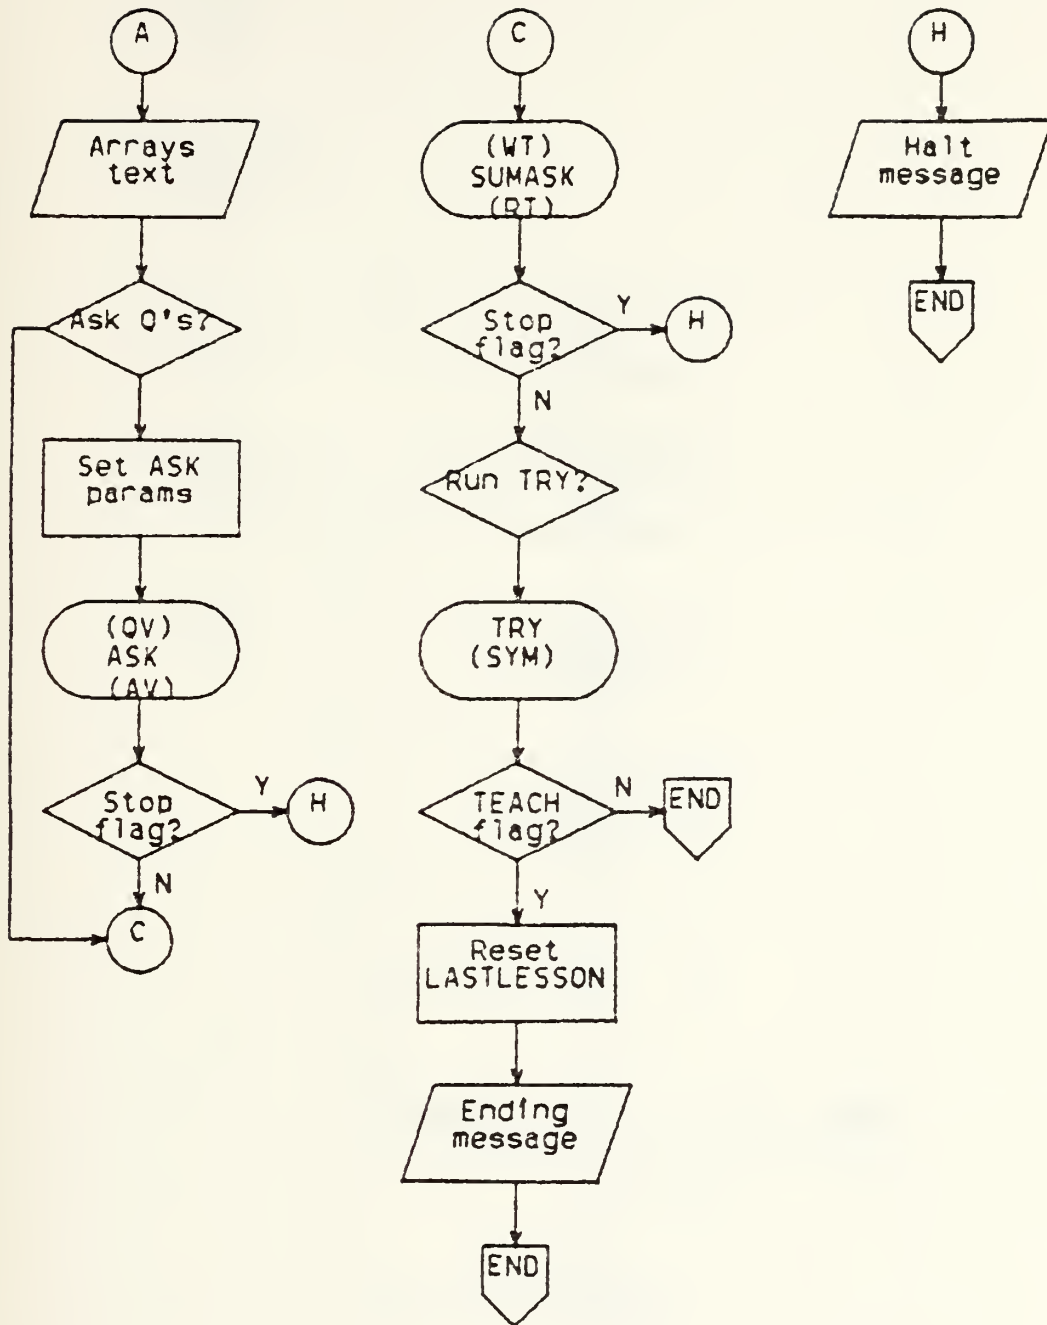 A
Arrays
text
Ask Q's?
Set ASK
params
(QV)
ASK
(AV)
Stop
flag?
Y
H
N
C
C
(WT)
SUMASK
(RT)
Stop
flag?
Y
H
N
Run TRY?
TRY
(SYM)
TEACH
flag?
N
END
Y
Reset
LASTLESSON
Ending
message
END
H
Halt
message
END